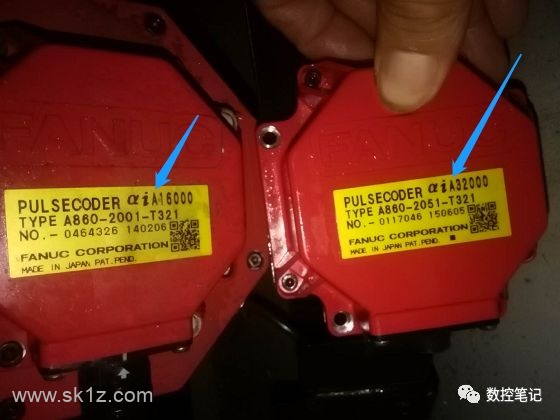 FANUC
PULSECODER αiA16000
TYPE A860-2001-T321
NO.- 0464326 140206
FANUC CORPORATION
MADE IN JAPAN PAT.PEND.
FANUC
PULSECODER αiA32000
TYPE A860-2051-T321
NO.- 0117046 150605
FANUC CORPORATION
MADE IN JAPAN PAT.PEND.
www.sk1z.com
数控笔记